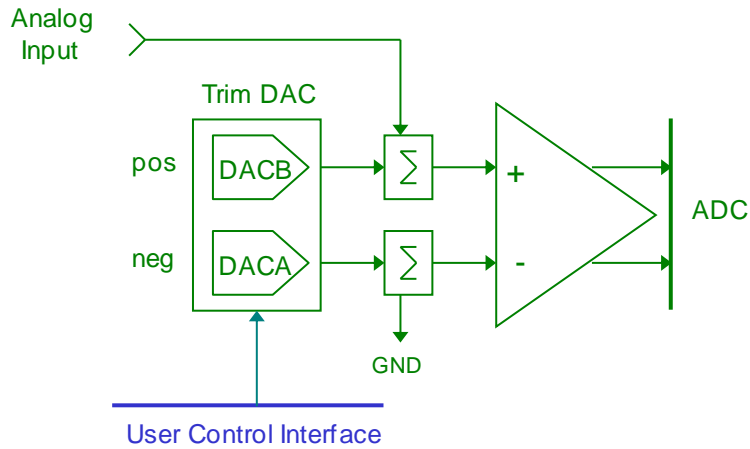 Analog
Input
Trim DAC
pos
DACB
Σ
+
ADC
neg
DACA
Σ
-
GND
User Control Interface